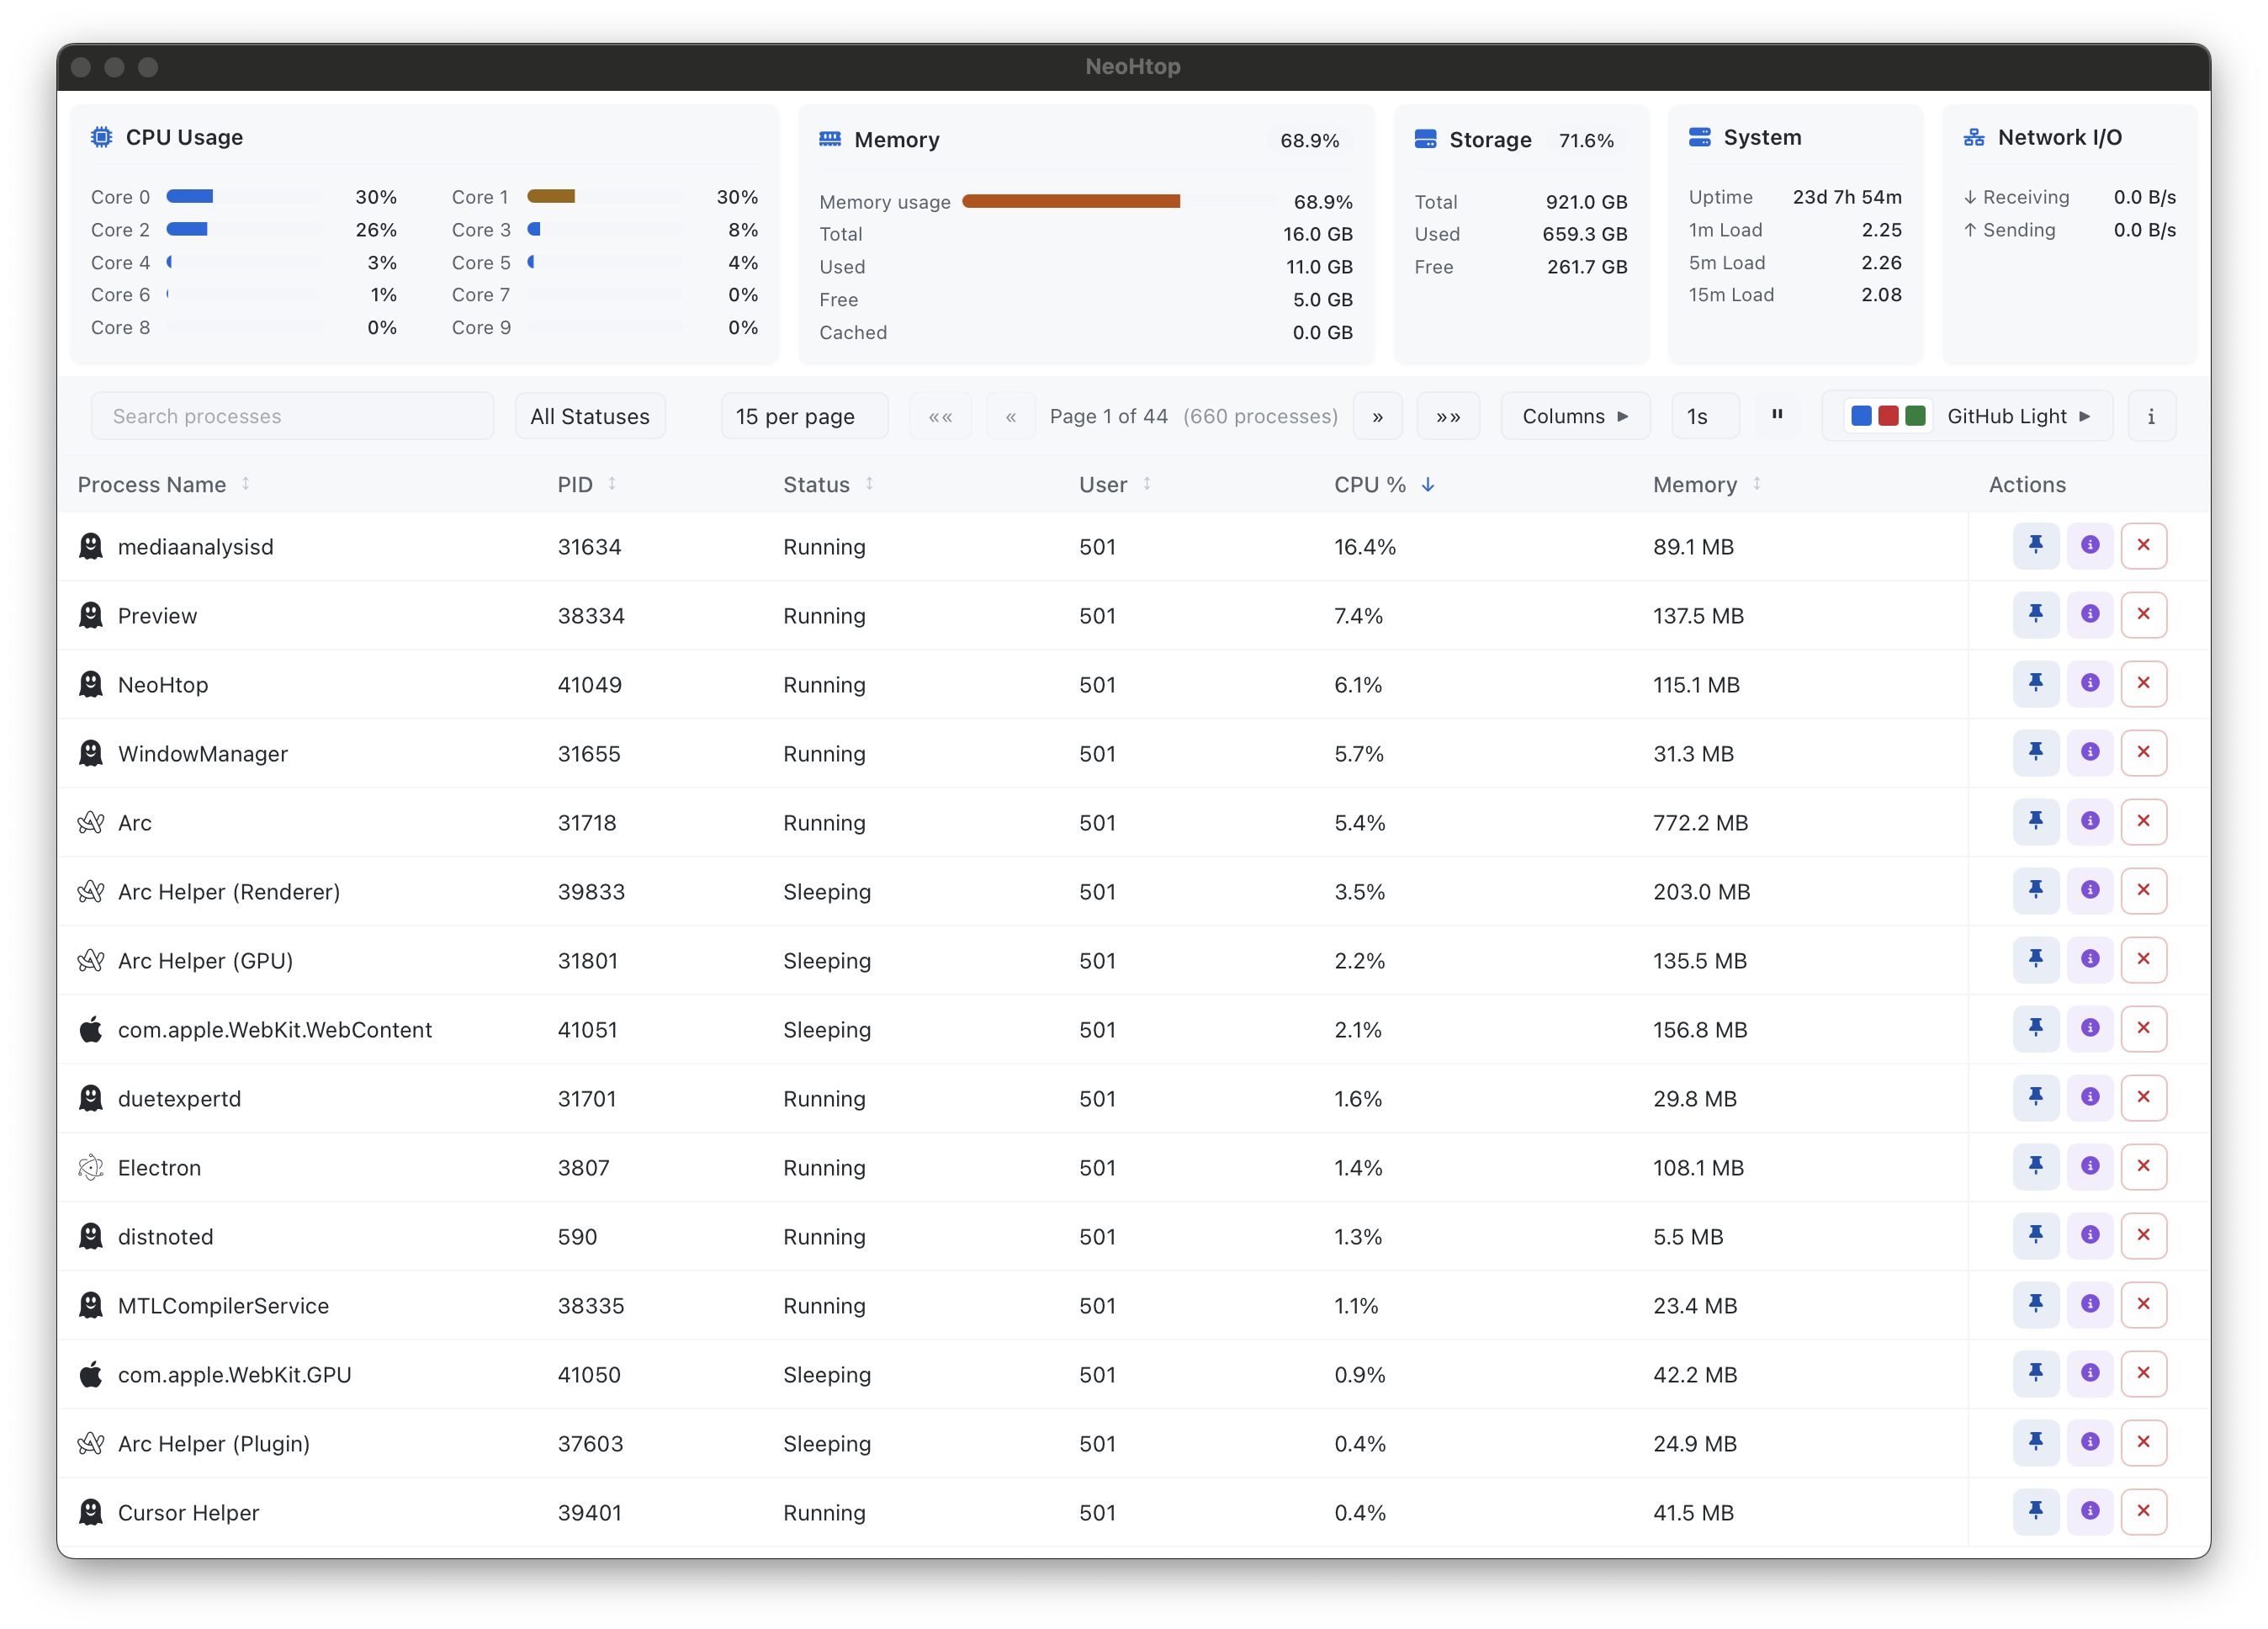 NeoHtop
CPU Usage
Core 0 30% Core 1 30%
Core 2 26% Core 3 8%
Core 4 3% Core 5 4%
Core 6 1% Core 7 0%
Core 8 0% Core 9 0%
Memory 68.9%
Memory usage 68.9%
Total 16.0 GB
Used 11.0 GB
Free 5.0 GB
Cached 0.0 GB
Storage 71.6%
Total 921.0 GB
Used 659.3 GB
Free 261.7 GB
System
Uptime 23d 7h 54m
1m Load 2.25
5m Load 2.26
15m Load 2.08
Network I/O
↓ Receiving 0.0 B/s
↑ Sending 0.0 B/s
Search processes All Statuses 15 per page «« « Page 1 of 44 (660 processes) » »» Columns ▶ 1s GitHub Light ▶ i
Process Name ↕ PID ↕ Status ↕ User ↕ CPU % ↓ Memory ↕ Actions
mediaanalysisd 31634 Running 501 16.4% 89.1 MB
Preview 38334 Running 501 7.4% 137.5 MB
NeoHtop 41049 Running 501 6.1% 115.1 MB
WindowManager 31655 Running 501 5.7% 31.3 MB
Arc 31718 Running 501 5.4% 772.2 MB
Arc Helper (Renderer) 39833 Sleeping 501 3.5% 203.0 MB
Arc Helper (GPU) 31801 Sleeping 501 2.2% 135.5 MB
com.apple.WebKit.WebContent 41051 Sleeping 501 2.1% 156.8 MB
duetexpertd 31701 Running 501 1.6% 29.8 MB
Electron 3807 Running 501 1.4% 108.1 MB
distnoted 590 Running 501 1.3% 5.5 MB
MTLCompilerService 38335 Running 501 1.1% 23.4 MB
com.apple.WebKit.GPU 41050 Sleeping 501 0.9% 42.2 MB
Arc Helper (Plugin) 37603 Sleeping 501 0.4% 24.9 MB
Cursor Helper 39401 Running 501 0.4% 41.5 MB